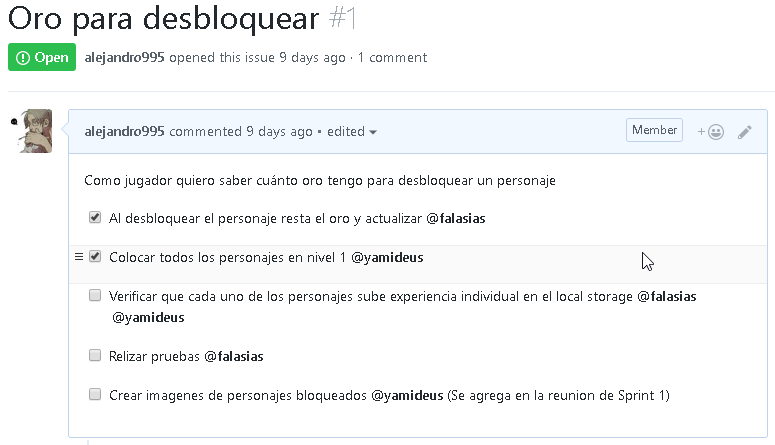 Oro para desbloquear #1
Open alejandro995 opened this issue 9 days ago · 1 comment
alejandro995 commented 9 days ago • edited Member
Como jugador quiero saber cuánto oro tengo para desbloquear un personaje
Al desbloquear el personaje resta el oro y actualizar @falasias
Colocar todos los personajes en nivel 1 @yamideus
Verificar que cada uno de los personajes sube experiencia individual en el local storage @falasias
@yamideus
Relizar pruebas @falasias
Crear imagenes de personajes bloqueados @yamideus (Se agrega en la reunion de Sprint 1)